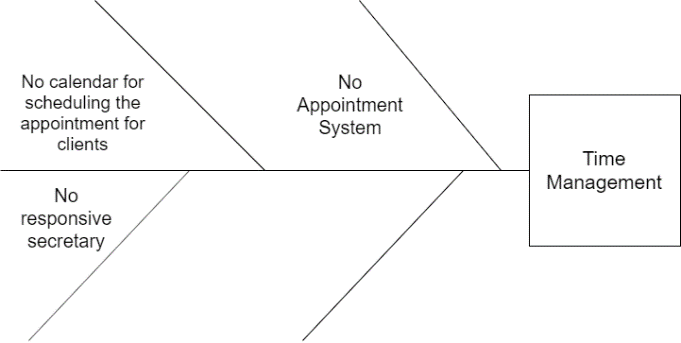 No calendar for
scheduling the
appointment for
clients
No
Appointment
System
Time
Management
No
responsive
secretary